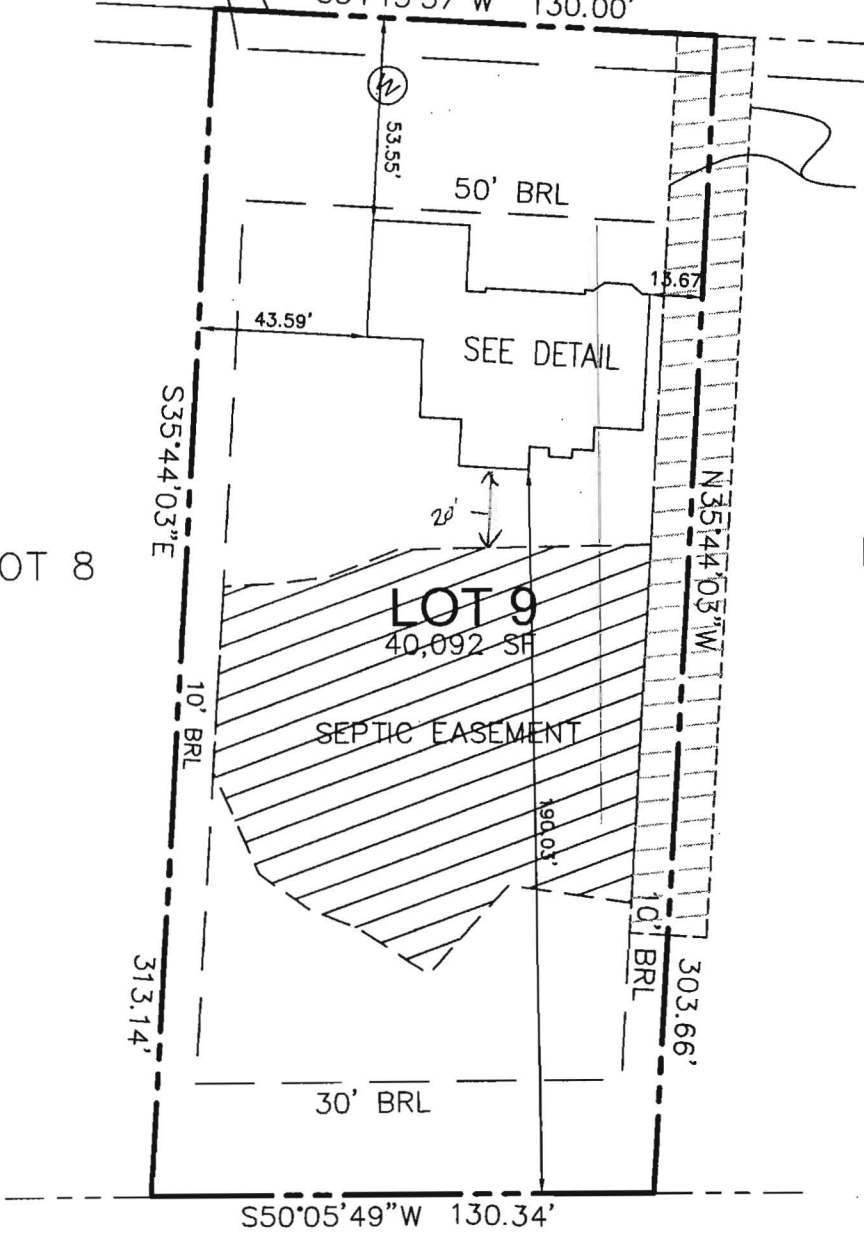 130.00'
W
53.55'
50' BRL
13.67
43.59'
SEE DETAIL
S35°44'03"E
N35°44'03"W
20'
OT 8
LOT 9
40,092 SF
10' BRL
SEPTIC EASEMENT
190.03'
10' BRL
313.14'
303.66'
30' BRL
S50°05'49"W 130.34'